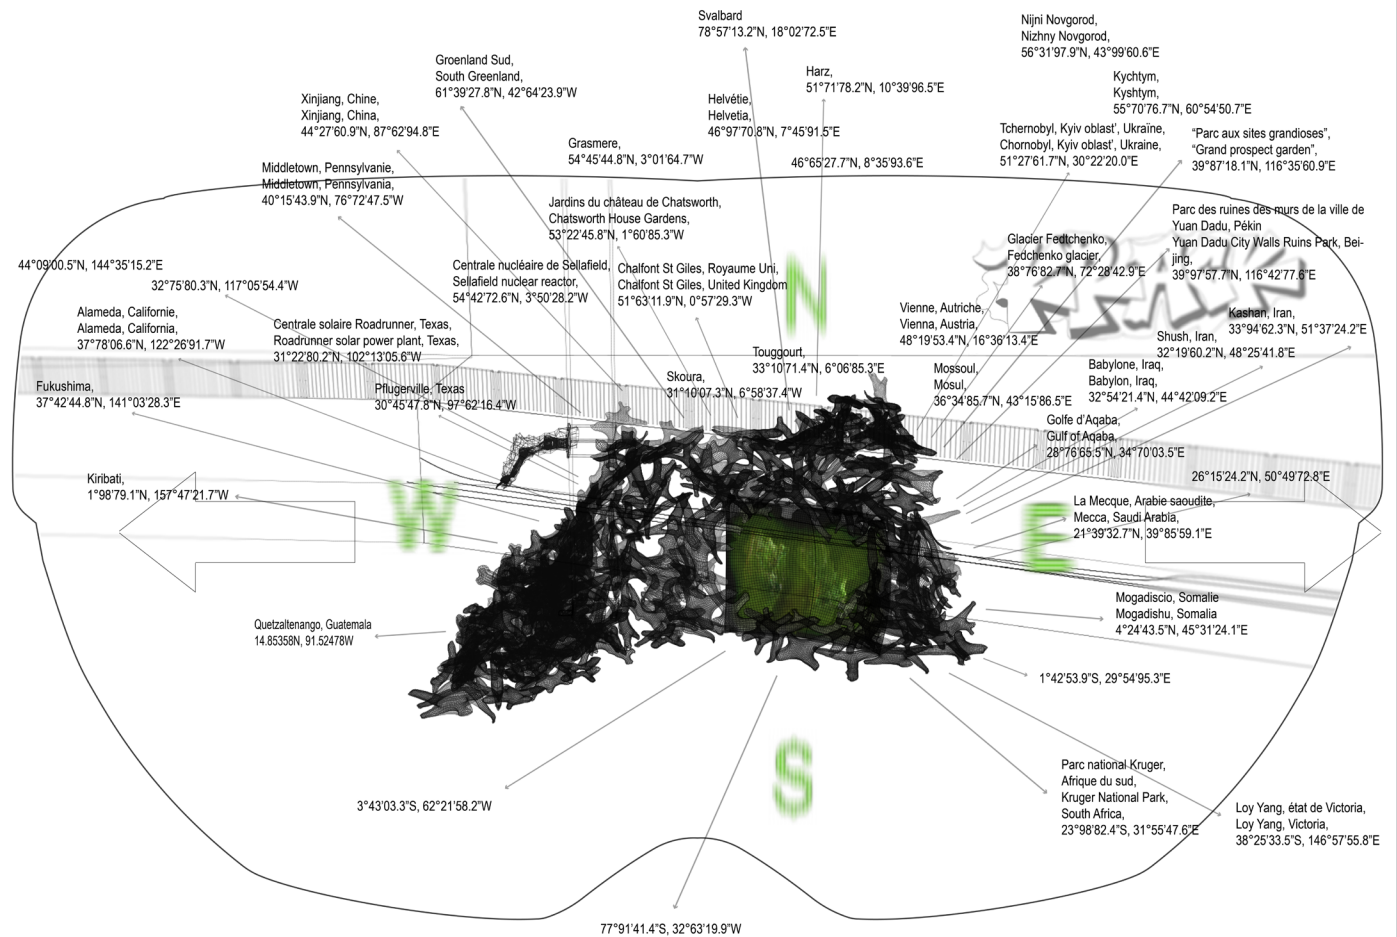 Svalbard
78°57'13.2"N, 18°02'72.5"E
Nijni Novgorod,
Nizhny Novgorod,
56°31'97.9"N, 43°99'60.6"E
Groenland Sud,
South Greenland,
61°39'27.8"N, 42°64'23.9"W
Harz,
51°71'78.2"N, 10°39'96.5"E
Kychtym,
Kyshtym,
55°70'76.7"N, 60°54'50.7"E
Xinjiang, Chine,
Xinjiang, China,
44°27'60.9"N, 87°62'94.8"E
Helvétie,
Helvetia,
46°97'70.8"N, 7°45'91.5"E
Tchernobyl, Kyiv oblast', Ukraïne,
Chornobyl, Kyiv oblast', Ukraine,
51°27'61.7"N, 30°22'20.0"E
"Parc aux sites grandioses",
"Grand prospect garden",
39°87'18.1"N, 116°35'60.9"E
Grasmere,
54°45'44.8"N, 3°01'64.7"W
46°65'27.7"N, 8°35'93.6"E
Middletown, Pennsylvanie,
Middletown, Pennsylvania,
40°15'43.9"N, 76°72'47.5"W
Jardins du château de Chatsworth,
Chatsworth House Gardens,
53°22'45.8"N, 1°60'85.3"W
Parc des ruines des murs de la ville de
Yuan Dadu, Pékin
Yuan Dadu City Walls Ruins Park, Bei-
jing,
39°97'57.7"N, 116°42'77.6"E
Glacier Fedtchenko,
Fedchenko glacier,
38°76'82.7"N, 72°28'42.9"E
44°09'00.5"N, 144°35'15.2"E
32°75'80.3"N, 117°05'54.4"W
Centrale nucléaire de Sellafield,
Sellafield nuclear reactor,
54°42'72.6"N, 3°50'28.2"W
Chalfont St Giles, Royaume Uni,
Chalfont St Giles, United Kingdom
51°63'11.9"N, 0°57'29.3"W
N
Alameda, Californie,
Alameda, California,
37°78'06.6"N, 122°26'91.7"W
Centrale solaire Roadrunner, Texas,
Roadrunner solar power plant, Texas,
31°22'80.2"N, 102°13'05.6"W
Vienne, Autriche,
Vienna, Austria,
48°19'53.4"N, 16°36'13.4"E
Kashan, Iran,
33°94'62.3"N, 51°37'24.2"E
Shush, Iran,
32°19'60.2"N, 48°25'41.8"E
Touggourt,
33°10'71.4"N, 6°06'85.3"E
Skoura,
31°10'07.3"N, 6°58'37.4"W
Mossoul,
Mosul,
36°34'85.7"N, 43°15'86.5"E
Babylone, Iraq,
Babylon, Iraq,
32°54'21.4"N, 44°42'09.2"E
Fukushima,
37°42'44.8"N, 141°03'28.3"E
Pflugerville, Texas
30°45'47.8"N, 97°62'16.4"W
Golfe d'Aqaba,
Gulf of Aqaba,
28°76'65.5"N, 34°70'03.5"E
26°15'24.2"N, 50°49'72.8"E
Kiribati,
1°98'79.1"N, 157°47'21.7"W
W
La Mecque, Arabie saoudite,
Mecca, Saudi Arabia,
21°39'32.7"N, 39°85'59.1"E
E
Mogadiscio, Somalie
Mogadishu, Somalia
4°24'43.5"N, 45°31'24.1"E
Quetzaltenango, Guatemala
14.85358N, 91.52478W
1°42'53.9"S, 29°54'95.3"E
S
Parc national Kruger,
Afrique du sud,
Kruger National Park,
South Africa,
23°98'82.4"S, 31°55'47.6"E
3°43'03.3"S, 62°21'58.2"W
Loy Yang, état de Victoria,
Loy Yang, Victoria,
38°25'33.5"S, 146°57'55.8"E
77°91'41.4"S, 32°63'19.9"W